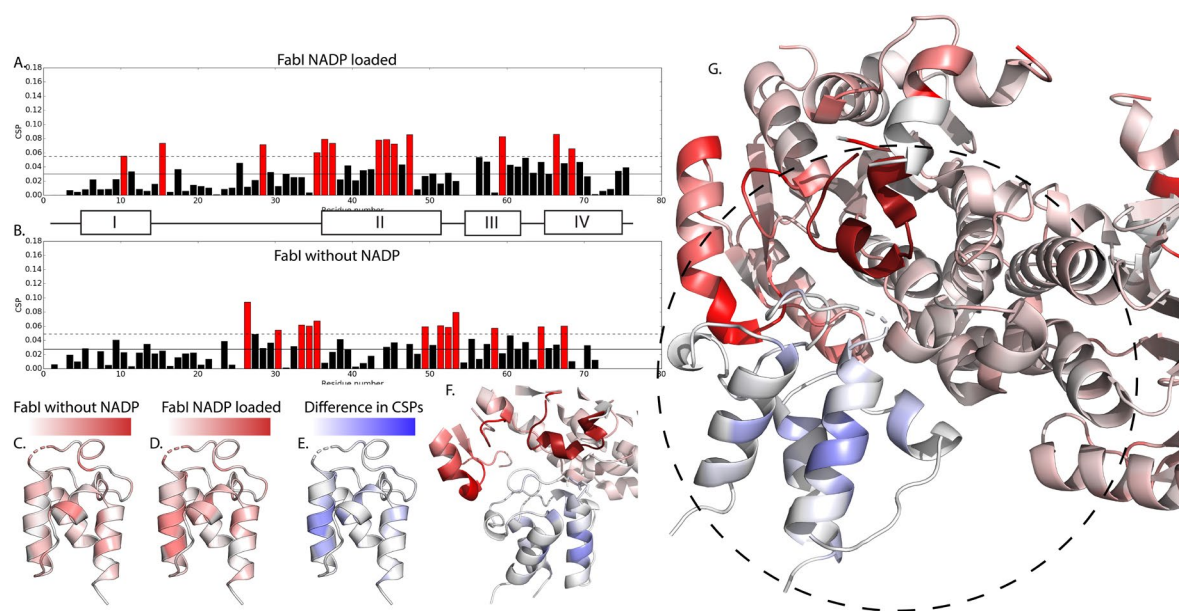 A.
FabI NADP loaded
0.18
0.16
0.14
0.12
0.10
0.08
0.06
0.04
0.02
0.00
CSP
0 10 20 30 40 50 60 70 80
Residue number
I II III IV
B.
FabI without NADP
0.18
0.16
0.14
0.12
0.10
0.08
0.06
0.04
0.02
0.00
CSP
0 10 20 30 40 50 60 70 80
Residue number
FabI without NADP
C.
FabI NADP loaded
D.
Difference in CSPs
E.
F.
G.